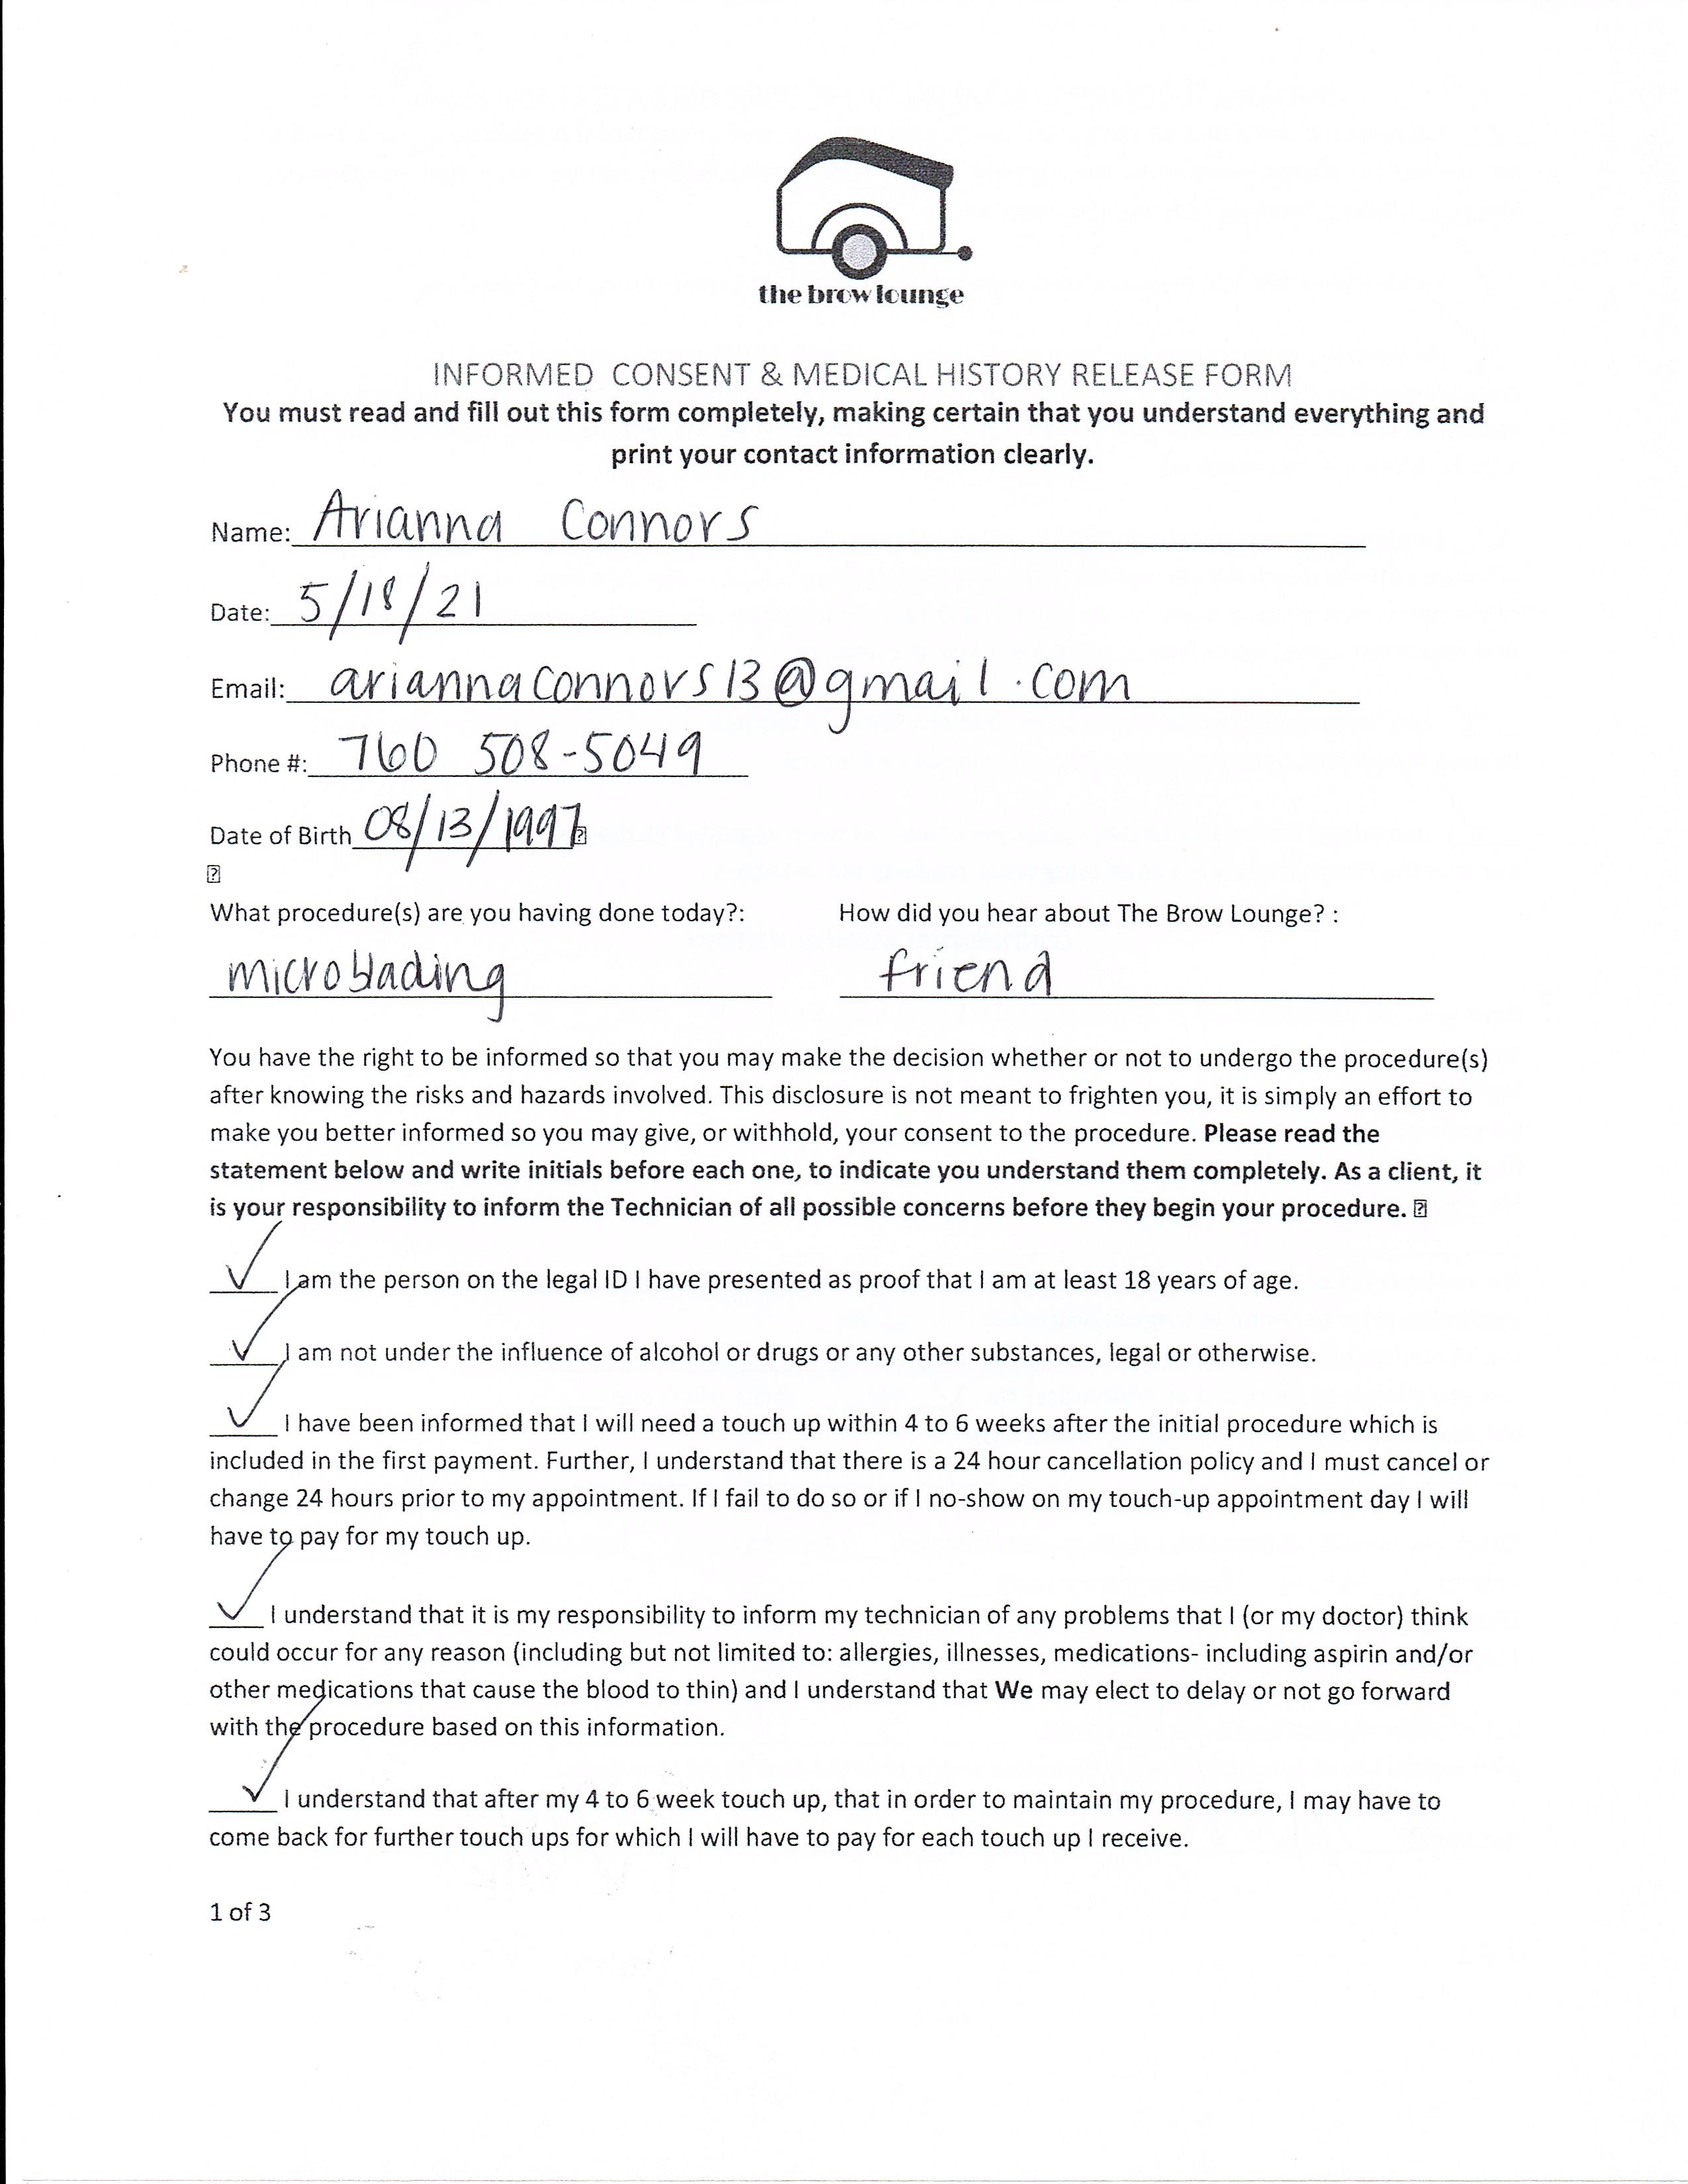 the brow lounge
INFORMED CONSENT & MEDICAL HISTORY RELEASE FORM
You must read and fill out this form completely, making certain that you understand everything and
print your contact information clearly.
Name: Arianna Connors
Date: 5/18/21
Email: ariannaconnors13@gmail.com
Phone #: 760 508-5049
Date of Birth 08/13/1997
What procedure(s) are you having done today?: How did you hear about The Brow Lounge? :
microblading friend
You have the right to be informed so that you may make the decision whether or not to undergo the procedure(s)
after knowing the risks and hazards involved. This disclosure is not meant to frighten you, it is simply an effort to
make you better informed so you may give, or withhold, your consent to the procedure. Please read the
statement below and write initials before each one, to indicate you understand them completely. As a client, it
is your responsibility to inform the Technician of all possible concerns before they begin your procedure.
✓ I am the person on the legal ID I have presented as proof that I am at least 18 years of age.
✓ I am not under the influence of alcohol or drugs or any other substances, legal or otherwise.
✓ I have been informed that I will need a touch up within 4 to 6 weeks after the initial procedure which is
included in the first payment. Further, I understand that there is a 24 hour cancellation policy and I must cancel or
change 24 hours prior to my appointment. If I fail to do so or if I no-show on my touch-up appointment day I will
have to pay for my touch up.
✓ I understand that it is my responsibility to inform my technician of any problems that I (or my doctor) think
could occur for any reason (including but not limited to: allergies, illnesses, medications- including aspirin and/or
other medications that cause the blood to thin) and I understand that We may elect to delay or not go forward
with the procedure based on this information.
✓ I understand that after my 4 to 6 week touch up, that in order to maintain my procedure, I may have to
come back for further touch ups for which I will have to pay for each touch up I receive.
1 of 3